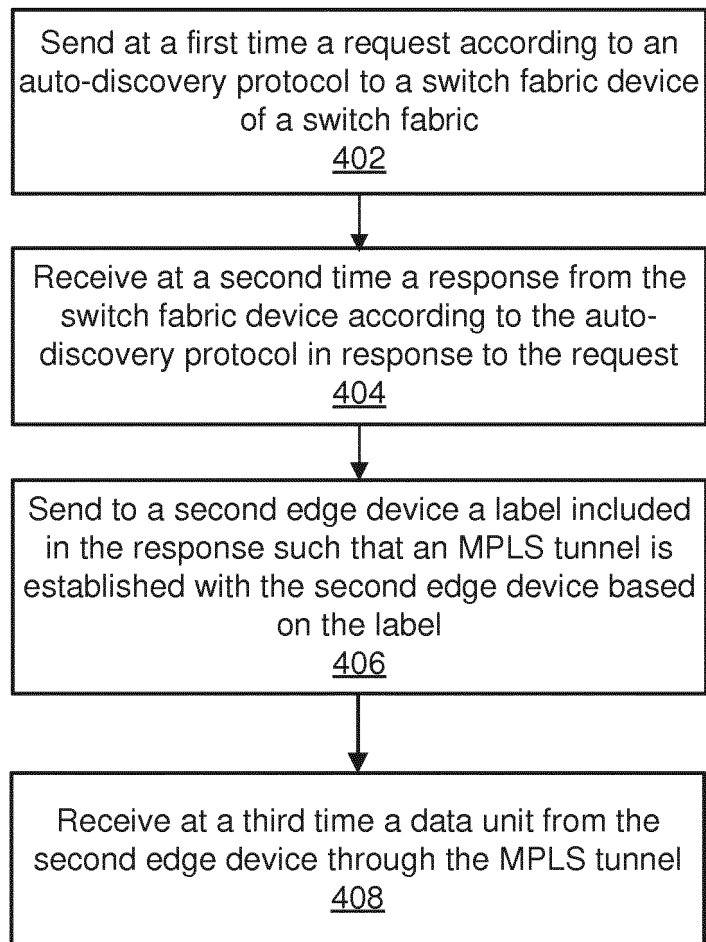 Send at a first time a request according to an
auto-discovery protocol to a switch fabric device
of a switch fabric
402
Receive at a second time a response from the
switch fabric device according to the auto-
discovery protocol in response to the request
404
Send to a second edge device a label included
in the response such that an MPLS tunnel is
established with the second edge device based
on the label
406
Receive at a third time a data unit from the
second edge device through the MPLS tunnel
408